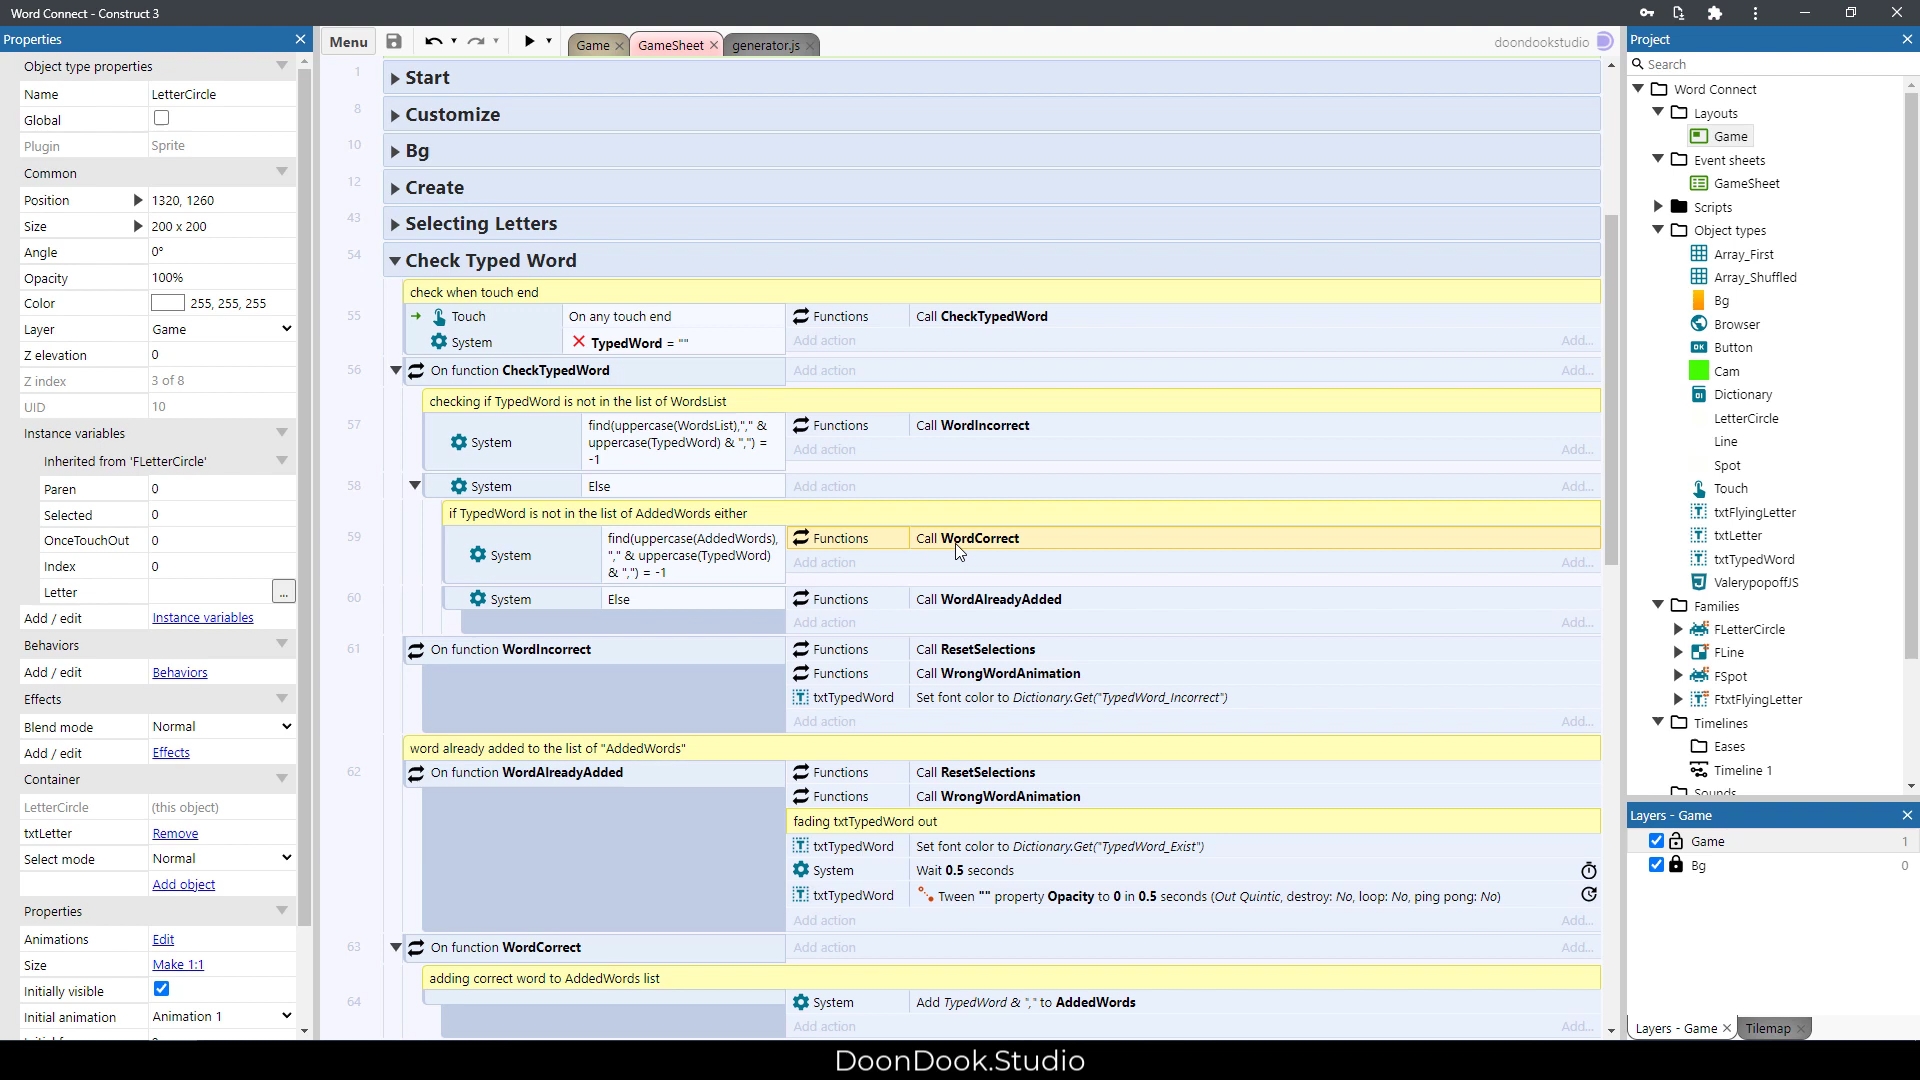 Word Connect - Construct 3
Properties
Object type properties
Name LetterCircle
Global
Plugin Sprite
Common
Position 1320, 1260
Size 200 x 200
Angle 0°
Opacity 100%
Color 255, 255, 255
Layer Game
Z elevation 0
Z index 3 of 8
UID 10
Instance variables
Inherited from 'FLetterCircle'
Paren 0
Selected 0
OnceTouchOut 0
Index 0
Letter ...
Add / edit Instance variables
Behaviors
Add / edit Behaviors
Effects
Blend mode Normal
Add / edit Effects
Container
LetterCircle (this object)
txtLetter Remove
Select mode Normal
Add object
Properties
Animations Edit
Size Make 1:1
Initially visible
Initial animation Animation 1
Menu
Game
GameSheet
generator.js
doondookstudio
1 Start
8 Customize
10 Bg
12 Create
43 Selecting Letters
54 Check Typed Word
check when touch end
55 Touch On any touch end Functions Call CheckTypedWord
System TypedWord = "" Add action Add...
56 On function CheckTypedWord Add action Add...
checking if TypedWord is not in the list of WordsList
57 System find(uppercase(WordsList),"," & uppercase(TypedWord) & ",") = -1 Functions Call WordIncorrect
Add action Add...
58 System Else Add action Add...
if TypedWord is not in the list of AddedWords either
59 System find(uppercase(AddedWords), "," & uppercase(TypedWord) & ",") = -1 Functions Call WordCorrect
Add action Add...
60 System Else Functions Call WordAlreadyAdded
Add action Add...
61 On function WordIncorrect Functions Call ResetSelections
Functions Call WrongWordAnimation
txtTypedWord Set font color to Dictionary.Get("TypedWord_Incorrect")
Add action Add...
word already added to the list of "AddedWords"
62 On function WordAlreadyAdded Functions Call ResetSelections
Functions Call WrongWordAnimation
fading txtTypedWord out
txtTypedWord Set font color to Dictionary.Get("TypedWord_Exist")
System Wait 0.5 seconds
txtTypedWord Tween "" property Opacity to 0 in 0.5 seconds (Out Quintic, destroy: No, loop: No, ping pong: No)
Add action Add...
63 On function WordCorrect Add action Add...
adding correct word to AddedWords list
64 System Add TypedWord & "," to AddedWords
Add action Add...
Project
Search
Word Connect
Layouts
Game
Event sheets
GameSheet
Scripts
Object types
Array_First
Array_Shuffled
Bg
Browser
OK Button
Cam
Dictionary
LetterCircle
Line
Spot
Touch
txtFlyingLetter
txtLetter
txtTypedWord
ValerypopoffJS
Families
FLetterCircle
FLine
FSpot
FtxtFlyingLetter
Timelines
Eases
Timeline 1
Sounds
Layers - Game
Game 1
Bg 0
Layers - Game
Tilemap
DoonDook.Studio